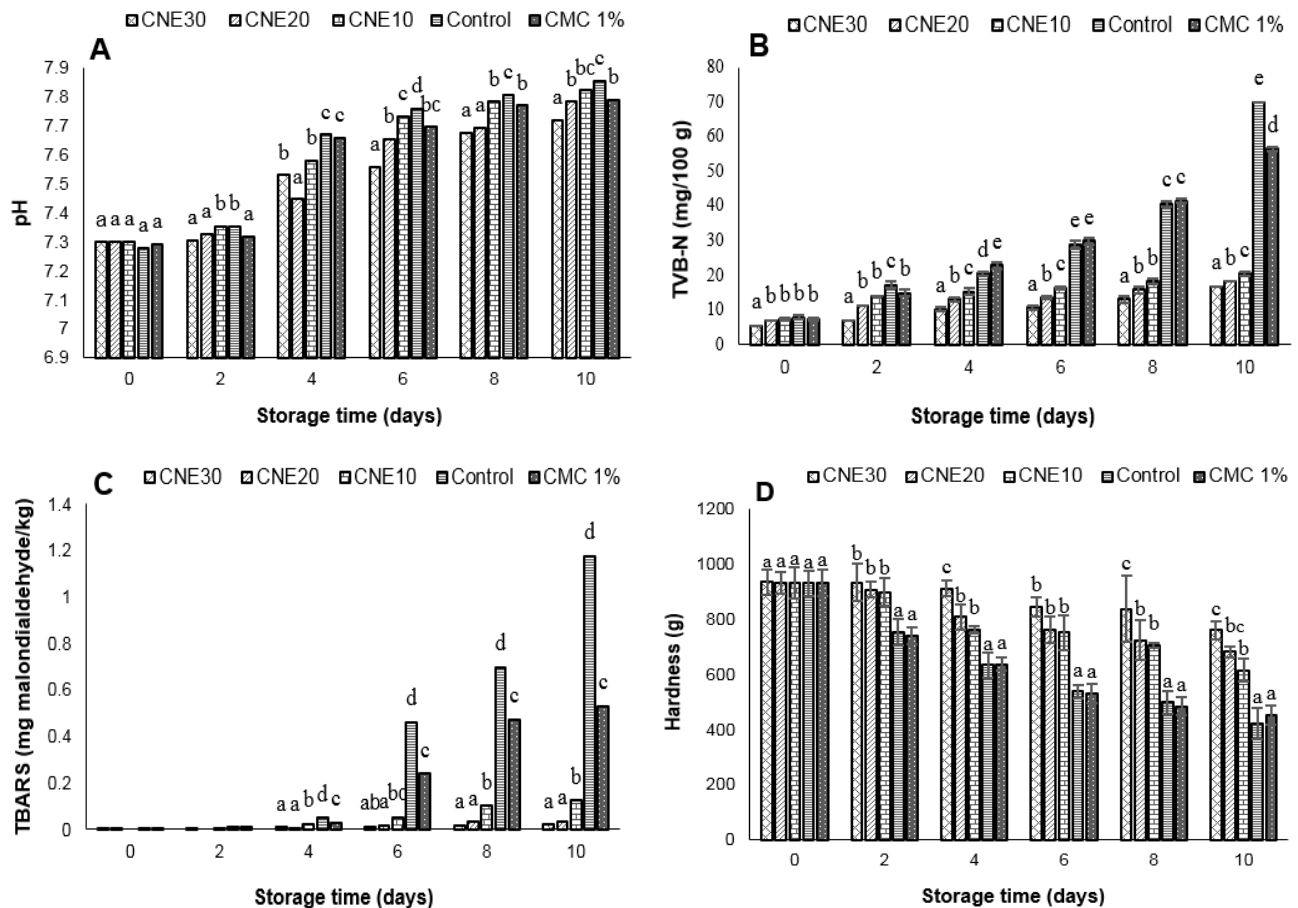 CNE30 CNE20 CNE10 Control CMC 1%
A
pH
7.9
7.8
7.7
7.6
7.5
7.4
7.3
7.2
7.1
7
6.9
a a a a a
a a b b a
b a b c c
a b c d bc
a a b c b
a b bc c b
0 2 4 6 8 10
Storage time (days)
CNE30 CNE20 CNE10 Control CMC 1%
B
TVB-N (mg/100 g)
80
70
60
50
40
30
20
10
0
a b b b b
a b b c b
a b c d e
a b c e e
a b b c c
a b c e d
0 2 4 6 8 10
Storage time (days)
CNE30 CNE20 CNE10 Control CMC 1%
C
TBARS (mg malondialdehyde/kg)
1.4
1.2
1
0.8
0.6
0.4
0.2
0
a a b d c
ab a bc d c
a a b d c
a a b d c
0 2 4 6 8 10
Storage time (days)
CNE30 CNE20 CNE10 Control CMC 1%
D
Hardness (g)
1200
1000
800
600
400
200
0
a a a a a
b b b a a
c b b a a
b b b a a
c b b a a
c bc b a a
0 2 4 6 8 10
Storage time (days)